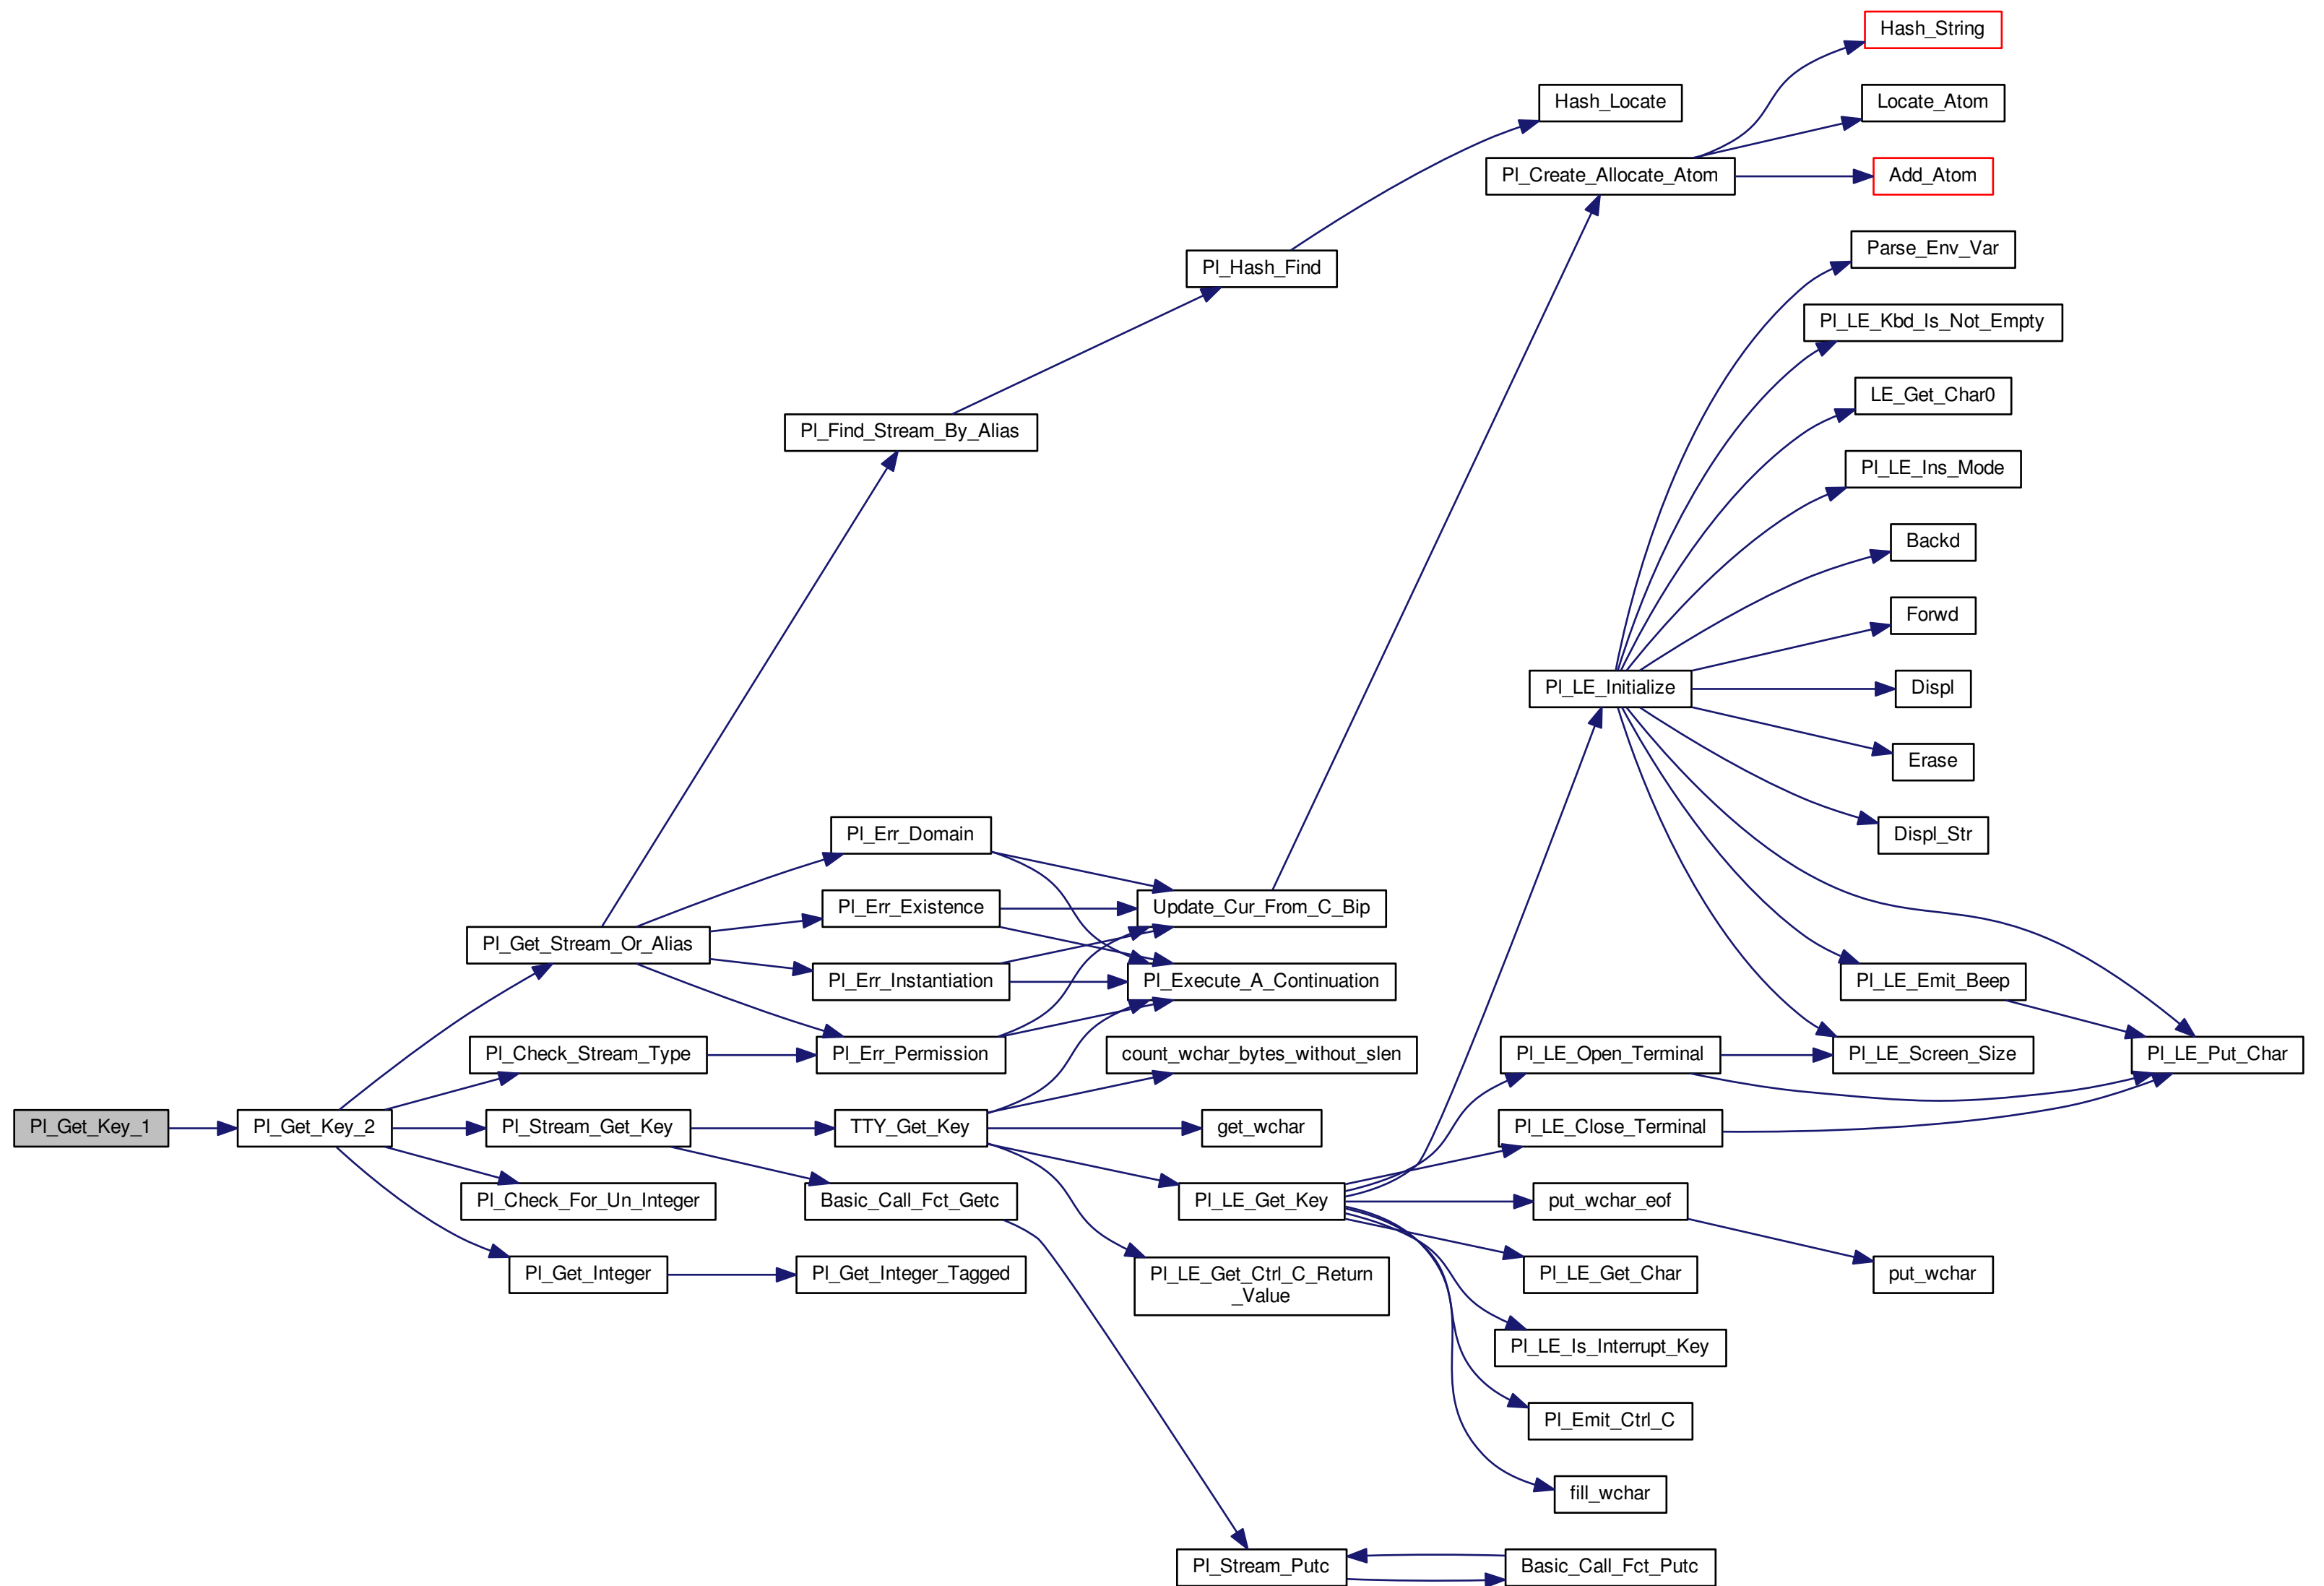 Hash_String
Hash_Locate
Locate_Atom
Pl_Create_Allocate_Atom
Add_Atom
Parse_Env_Var
Pl_Hash_Find
Pl_LE_Kbd_Is_Not_Empty
LE_Get_Char0
Pl_Find_Stream_By_Alias
Pl_LE_Ins_Mode
Backd
Forwd
Pl_LE_Initialize
Displ
Erase
Pl_Err_Domain
Displ_Str
Pl_Err_Existence
Update_Cur_From_C_Bip
Pl_Get_Stream_Or_Alias
Pl_Err_Instantiation
Pl_Execute_A_Continuation
Pl_LE_Emit_Beep
Pl_Check_Stream_Type
Pl_Err_Permission
count_wchar_bytes_without_slen
Pl_LE_Open_Terminal
Pl_LE_Screen_Size
Pl_LE_Put_Char
Pl_Get_Key_1
Pl_Get_Key_2
Pl_Stream_Get_Key
TTY_Get_Key
get_wchar
Pl_LE_Close_Terminal
Pl_Check_For_Un_Integer
Basic_Call_Fct_Getc
Pl_LE_Get_Key
put_wchar_eof
Pl_Get_Integer
Pl_Get_Integer_Tagged
Pl_LE_Get_Ctrl_C_Return
_Value
Pl_LE_Get_Char
put_wchar
Pl_LE_Is_Interrupt_Key
Pl_Emit_Ctrl_C
fill_wchar
Pl_Stream_Putc
Basic_Call_Fct_Putc